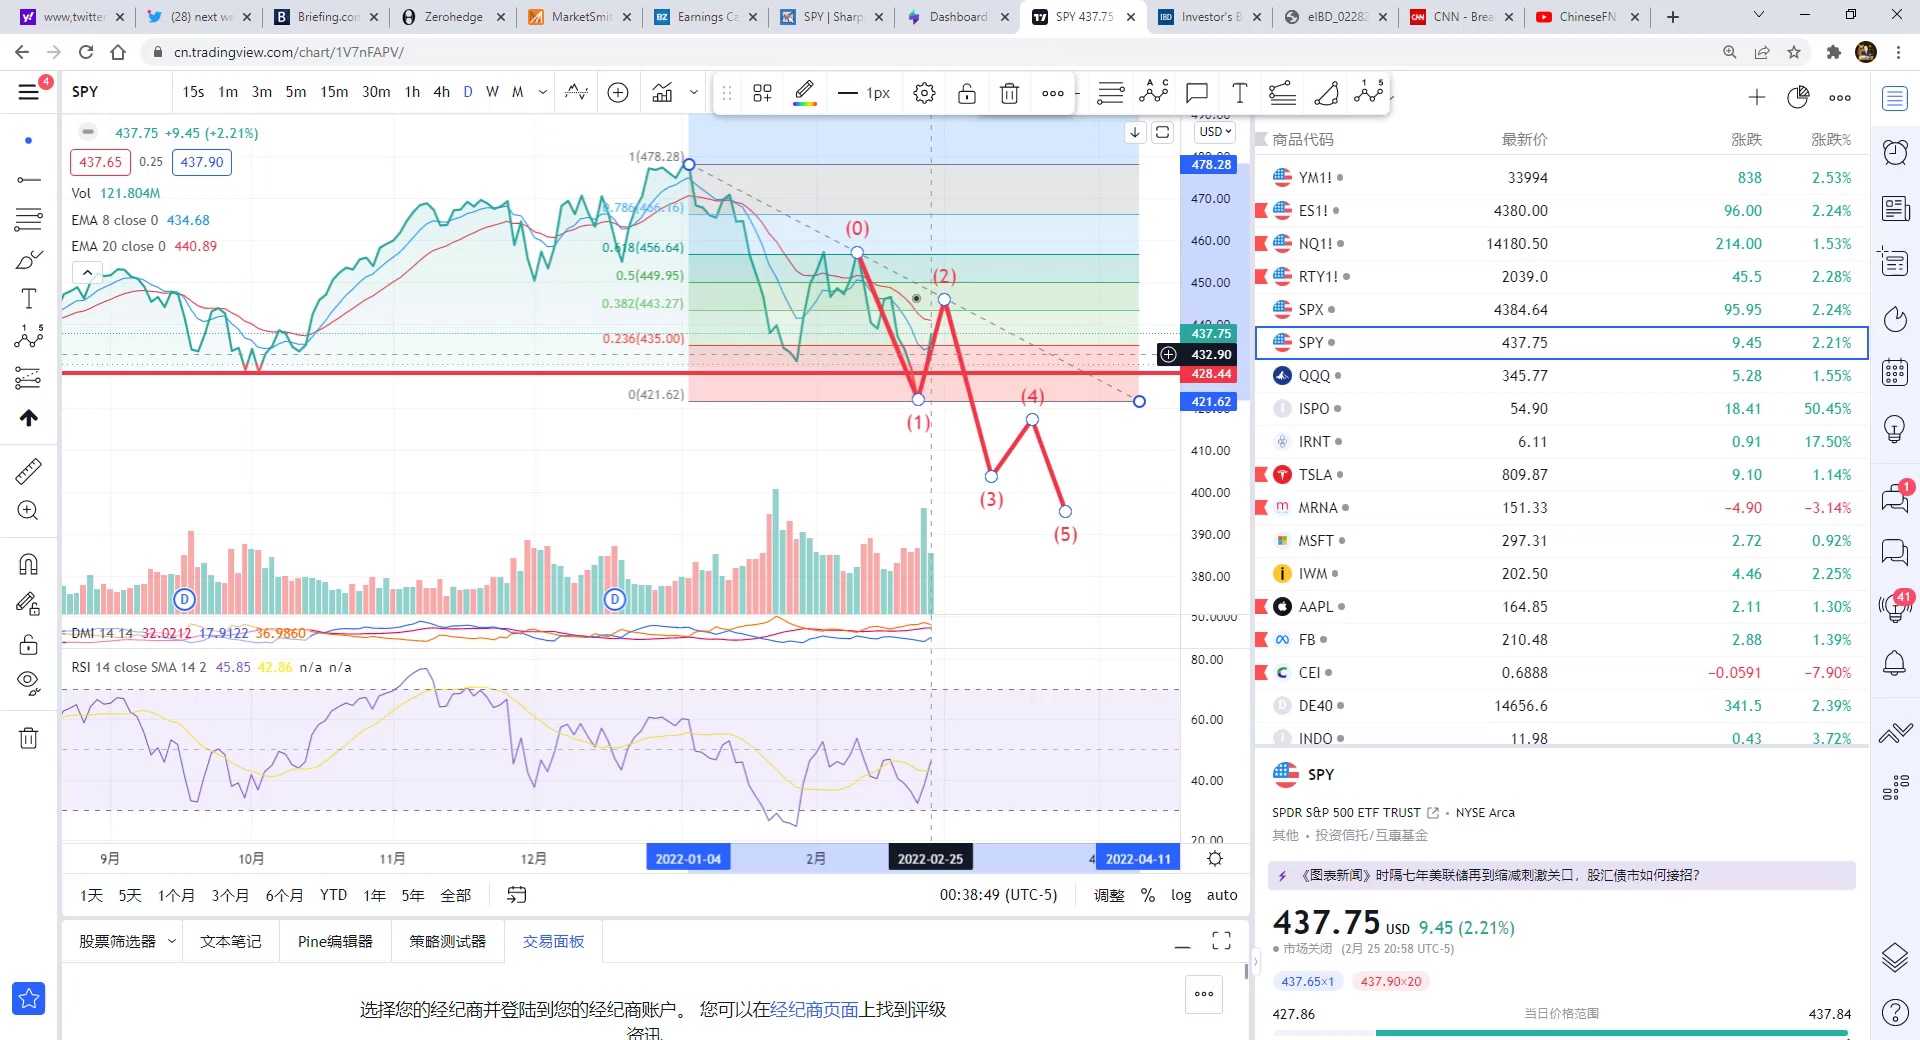 www.twitte
(28) next we
Briefing.con
Zerohedge
MarketSmit
Earnings Ca
SPY | Sharp
Dashboard
SPY 437.75
Investor's B
eIBD_02282
CNN - Brea
ChineseFN
cn.tradingview.com/chart/1V7nFAPV/
4
SPY
15s 1m 3m 5m 15m 30m 1h 4h D W M
1px
437.75 +9.45 (+2.21%)
437.65 0.25 437.90
Vol 121.804M
EMA 8 close 0 434.68
EMA 20 close 0 440.89
1(478.28)
0.786(466.16)
0.618(456.64)
0.5(449.95)
0.382(443.27)
0.236(435.00)
0(421.62)
(0)
(1)
(2)
(3)
(4)
(5)
D
D
USD
478.28
470.00
460.00
450.00
437.75
432.90
428.44
421.62
410.00
400.00
390.00
380.00
DMI 14 14 32.0212 17.9122 36.9860
50.0000
RSI 14 close SMA 14 2 45.85 42.86 n/a n/a
80.00
60.00
40.00
20.00
9月 10月 11月 12月 2022-01-04 2月 2022-02-25 4 2022-04-11
1天 5天 1个月 3个月 6个月 YTD 1年 5年 全部
00:38:49 (UTC-5) 调整 % log auto
股票筛选器 文本笔记 Pine编辑器 策略测试器 交易面板
选择您的经纪商并登陆到您的经纪商账户。 您可以在经纪商页面上找到评级
资讯
商品代码 最新价 涨跌 涨跌%
YM1! 33994 838 2.53%
ES1! 4380.00 96.00 2.24%
NQ1! 14180.50 214.00 1.53%
RTY1! 2039.0 45.5 2.28%
SPX 4384.64 95.95 2.24%
SPY 437.75 9.45 2.21%
QQQ 345.77 5.28 1.55%
ISPO 54.90 18.41 50.45%
IRNT 6.11 0.91 17.50%
TSLA 809.87 9.10 1.14%
MRNA 151.33 −4.90 −3.14%
MSFT 297.31 2.72 0.92%
IWM 202.50 4.46 2.25%
AAPL 164.85 2.11 1.30%
FB 210.48 2.88 1.39%
CEI 0.6888 −0.0591 −7.90%
DE40 14656.6 341.5 2.39%
INDO 11.98 0.43 3.72%
SPY
SPDR S&P 500 ETF TRUST • NYSE Arca
其他 • 投资信托/互惠基金
《图表新闻》时隔七年美联储再到缩减刺激关口，股汇债市如何接招？
437.75 USD 9.45 (2.21%)
市场关闭 (2月 25 20:58 UTC-5)
437.65×1 437.90×20
427.86 当日价格范围 437.84
1
41